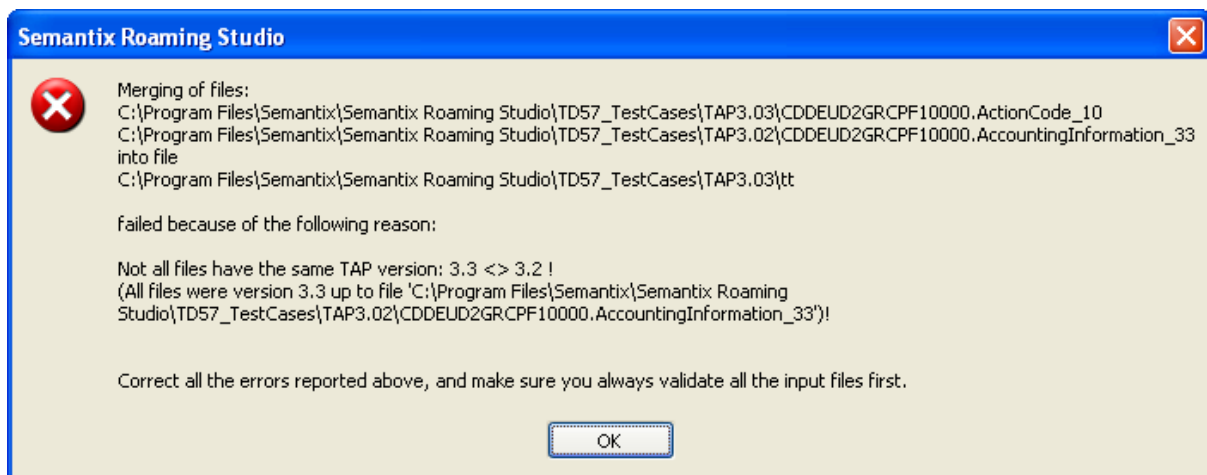 Semantix Roaming Studio
Merging of files:
C:\Program Files\Semantix\Semantix Roaming Studio\TD57_TestCases\TAP3.03\CDDEUD2GRCPF10000.ActionCode_10
C:\Program Files\Semantix\Semantix Roaming Studio\TD57_TestCases\TAP3.02\CDDEUD2GRCPF10000.AccountingInformation_33
into file
C:\Program Files\Semantix\Semantix Roaming Studio\TD57_TestCases\TAP3.03\tt
failed because of the following reason:
Not all files have the same TAP version: 3.3 <> 3.2 !
(All files were version 3.3 up to file 'C:\Program Files\Semantix\Semantix Roaming
Studio\TD57_TestCases\TAP3.02\CDDEUD2GRCPF10000.AccountingInformation_33')!
Correct all the errors reported above, and make sure you always validate all the input files first.
OK